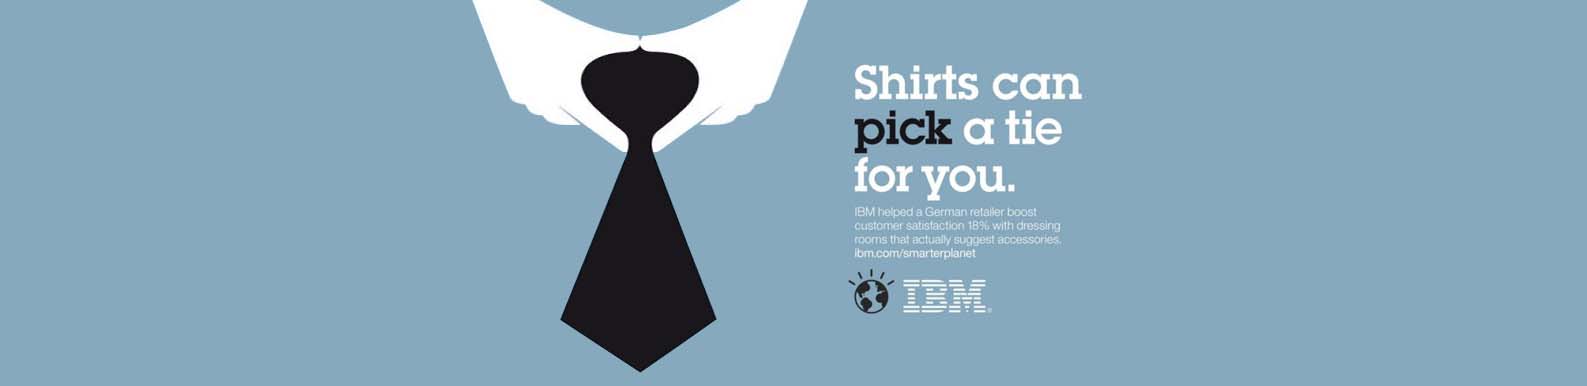 Shirts can
pick a tie
for you.
IBM helped a German retailer boost
customer satisfaction 18% with dressing
rooms that actually suggest accessories.
ibm.com/smarterplanet
IBM®